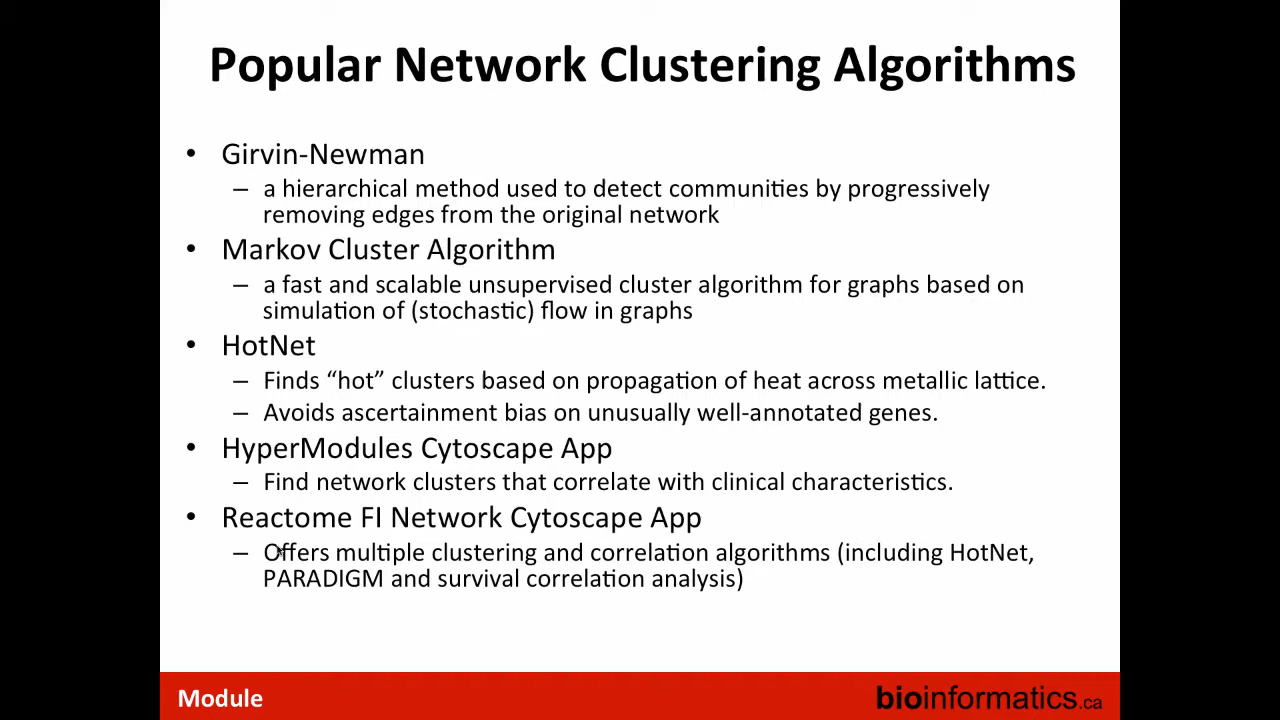 Popular Network Clustering Algorithms
• Girvin-Newman
– a hierarchical method used to detect communities by progressively
removing edges from the original network
• Markov Cluster Algorithm
– a fast and scalable unsupervised cluster algorithm for graphs based on
simulation of (stochastic) flow in graphs
• HotNet
– Finds “hot” clusters based on propagation of heat across metallic lattice.
– Avoids ascertainment bias on unusually well-annotated genes.
• HyperModules Cytoscape App
– Find network clusters that correlate with clinical characteristics.
• Reactome FI Network Cytoscape App
– Offers multiple clustering and correlation algorithms (including HotNet,
PARADIGM and survival correlation analysis)
Module
bioinformatics.ca